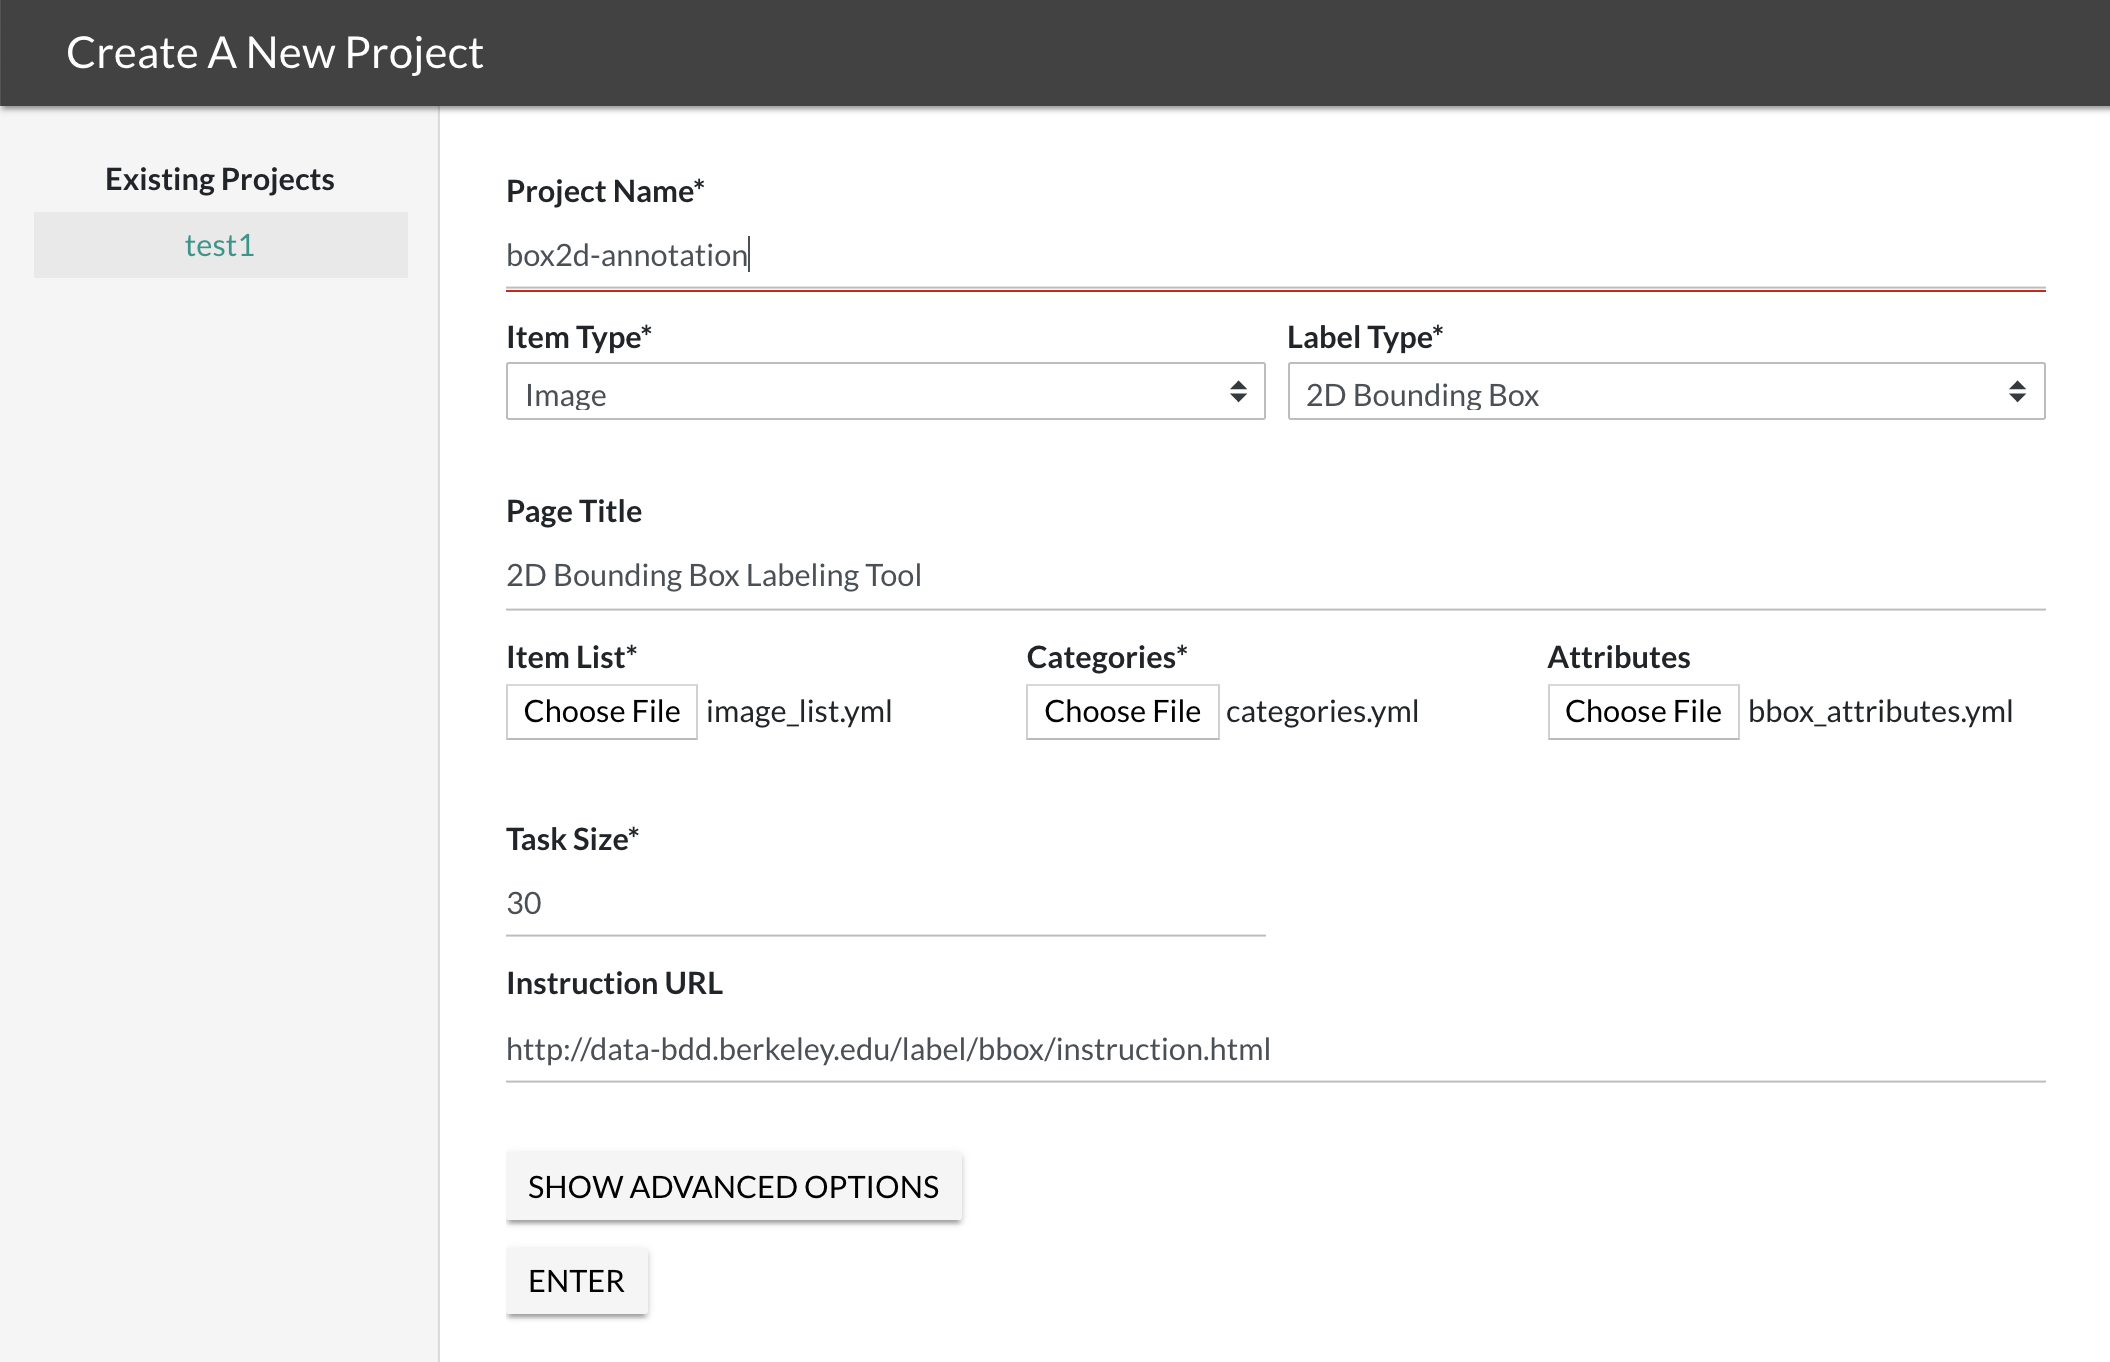 Create A New Project
Existing Projects
test1
Project Name*
box2d-annotation
Item Type* Label Type*
Image 2D Bounding Box
Page Title
2D Bounding Box Labeling Tool
Item List* Categories* Attributes
Choose File image_list.yml Choose File categories.yml Choose File bbox_attributes.yml
Task Size*
30
Instruction URL
http://data-bdd.berkeley.edu/label/bbox/instruction.html
SHOW ADVANCED OPTIONS
ENTER